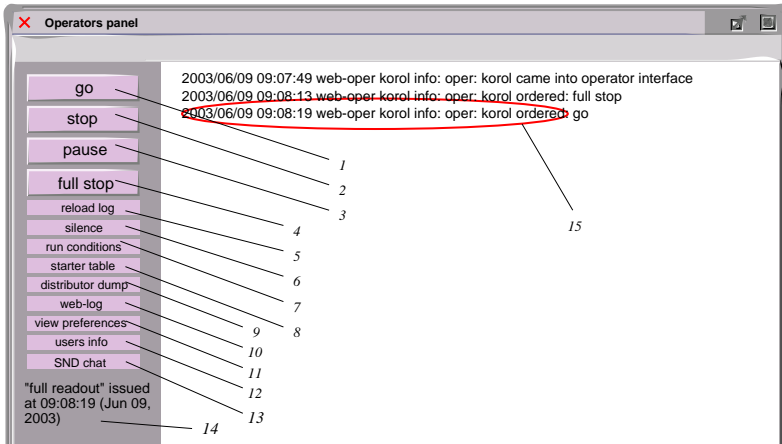 Operators panel
go
stop
pause
full stop
reload log
silence
run conditions
starter table
distributor dump
web-log
view preferences
users info
SND chat
"full readout" issued
at 09:08:19 (Jun 09,
2003)
2003/06/09 09:07:49 web-oper korol info: oper: korol came into operator interface
2003/06/09 09:08:13 web-oper korol info: oper: korol ordered: full stop
2003/06/09 09:08:19 web-oper korol info: oper: korol ordered: go
1
2
3
4
5
6
7
8
9
10
11
12
13
14
15